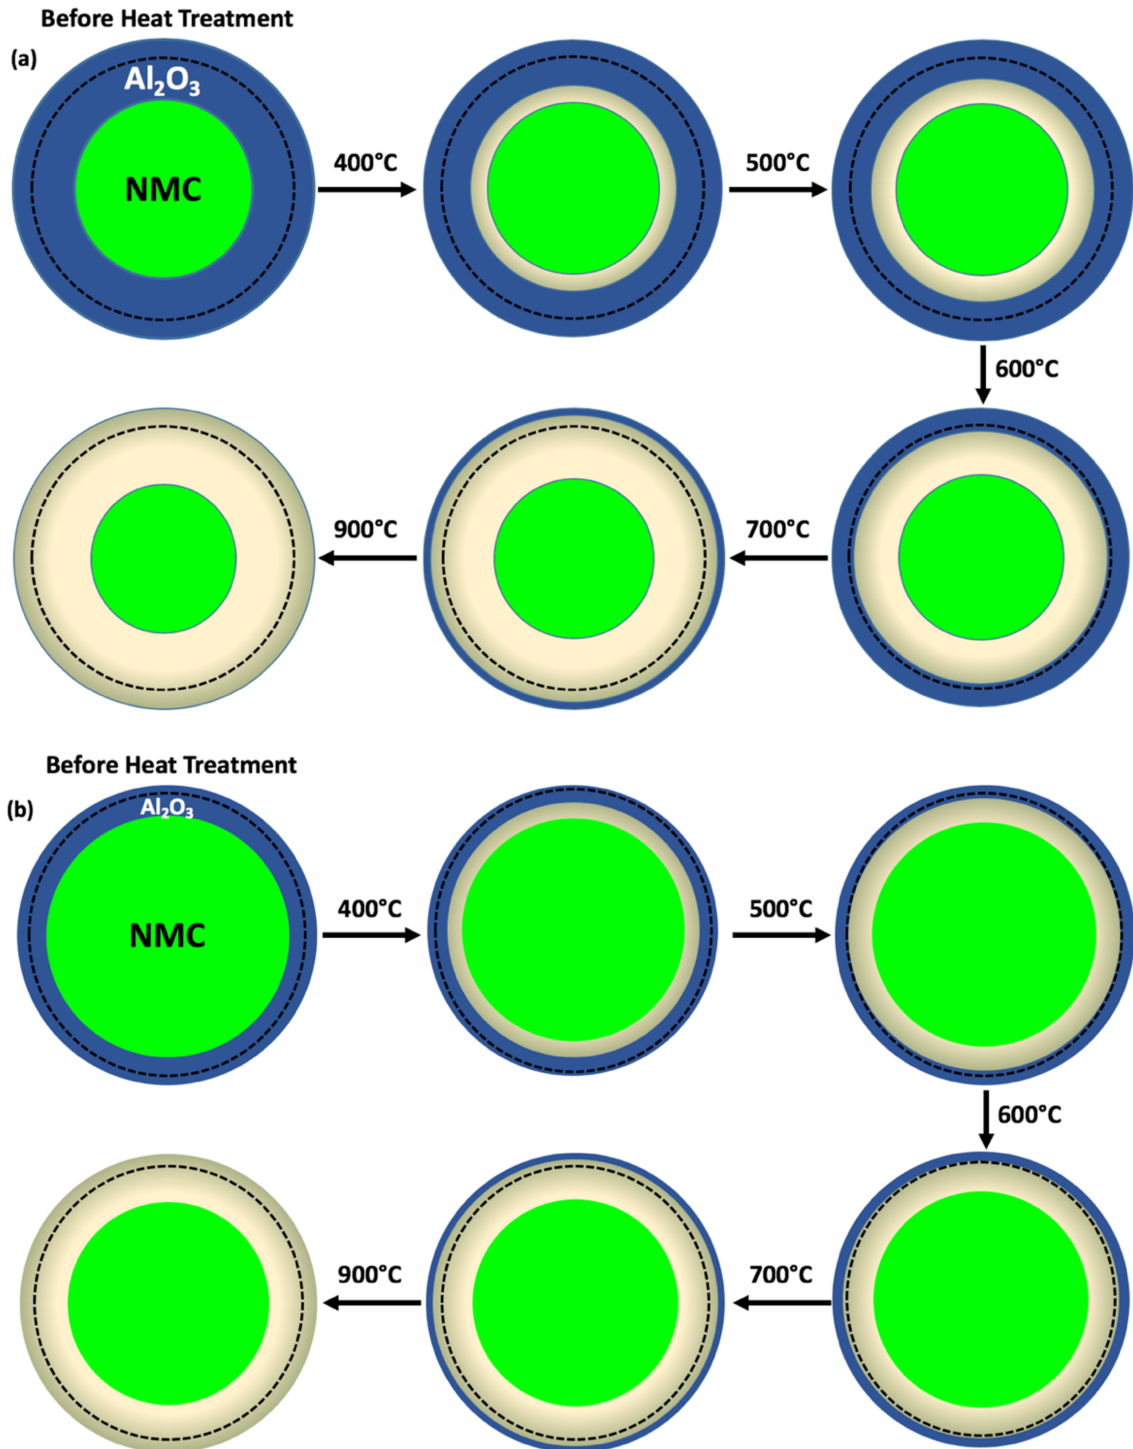 Before Heat Treatment
(a)
Al₂O₃
NMC
400°C
500°C
600°C
900°C
700°C
Before Heat Treatment
(b)
Al₂O₃
NMC
400°C
500°C
600°C
900°C
700°C